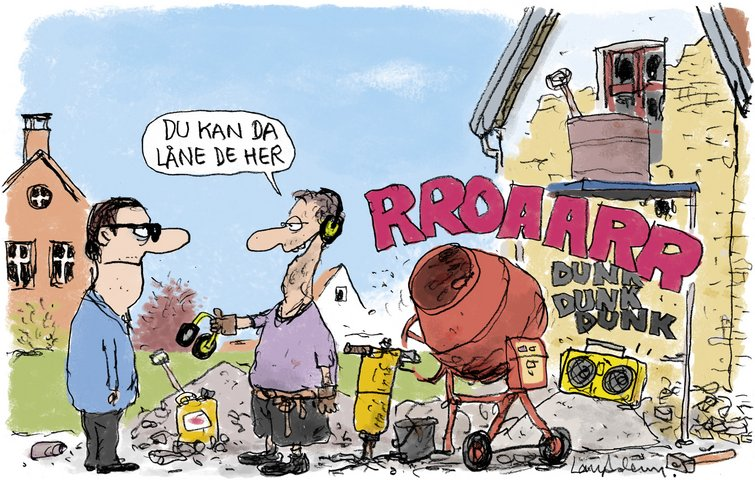 DU KAN DA
LÅNE DE HER
RROAARR
DUNK
DUNK
DUNK